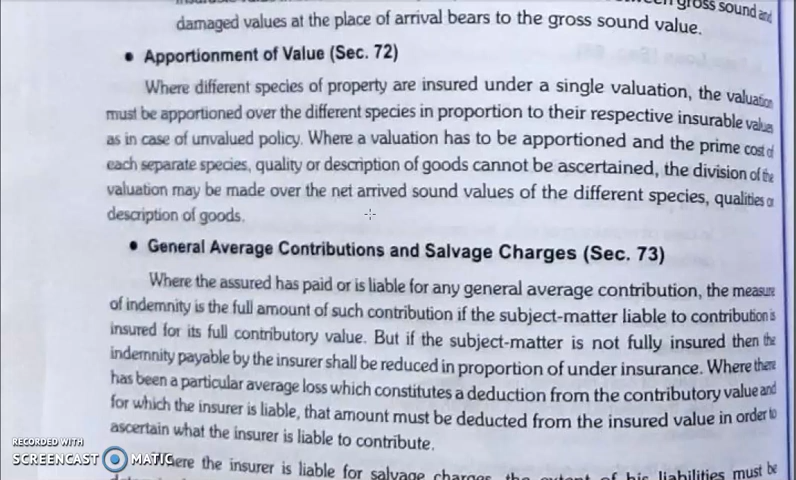 gross sound and
damaged values at the place of arrival bears to the gross sound value.
• Apportionment of Value (Sec. 72)
Where different species of property are insured under a single valuation, the valuation
must be apportioned over the different species in proportion to their respective insurable values
as in case of unvalued policy. Where a valuation has to be apportioned and the prime cost of
each separate species, quality or description of goods cannot be ascertained, the division of the
valuation may be made over the net arrived sound values of the different species, qualities or
description of goods.
• General Average Contributions and Salvage Charges (Sec. 73)
Where the assured has paid or is liable for any general average contribution, the measure
of indemnity is the full amount of such contribution if the subject-matter liable to contribution is
insured for its full contributory value. But if the subject-matter is not fully insured then the
indemnity payable by the insurer shall be reduced in proportion of under insurance. Where there
has been a particular average loss which constitutes a deduction from the contributory value and
for which the insurer is liable, that amount must be deducted from the insured value in order to
ascertain what the insurer is liable to contribute.
RECORDED WITH
SCREENCAST MATIC
the insurer is liable for salvage charges, the extent of his liabilities must be